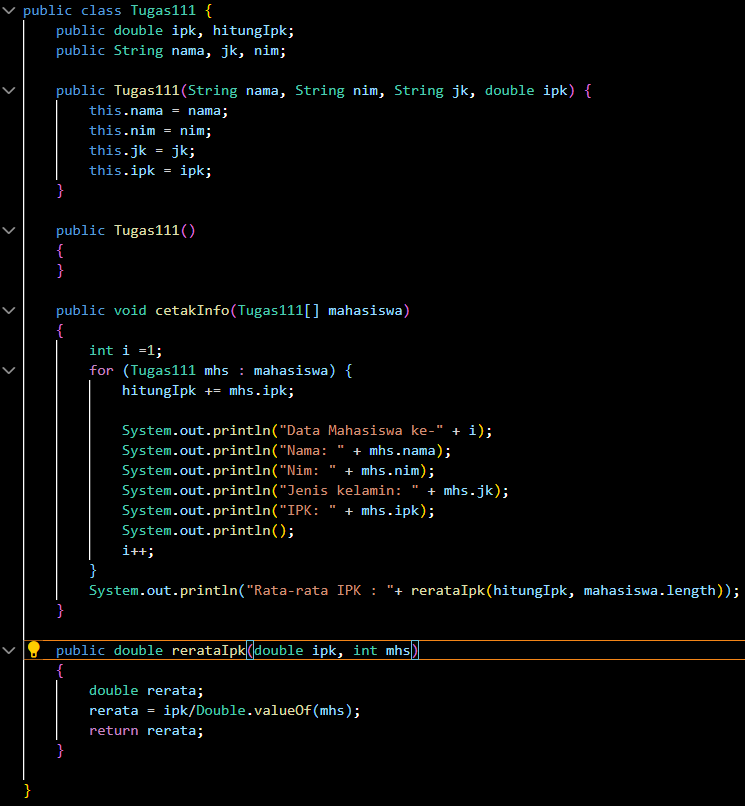 public class Tugas111 {
    public double ipk, hitungIpk;
    public String nama, jk, nim;

    public Tugas111(String nama, String nim, String jk, double ipk) {
        this.nama = nama;
        this.nim = nim;
        this.jk = jk;
        this.ipk = ipk;
    }

    public Tugas111()
    {
    }

    public void cetakInfo(Tugas111[] mahasiswa)
    {
        int i =1;
        for (Tugas111 mhs : mahasiswa) {
            hitungIpk += mhs.ipk;

            System.out.println("Data Mahasiswa ke-" + i);
            System.out.println("Nama: " + mhs.nama);
            System.out.println("Nim: " + mhs.nim);
            System.out.println("Jenis kelamin: " + mhs.jk);
            System.out.println("IPK: " + mhs.ipk);
            System.out.println();
            i++;
        }
        System.out.println("Rata-rata IPK : "+ rerataIpk(hitungIpk, mahasiswa.length));
    }

    public double rerataIpk(double ipk, int mhs)
    {
        double rerata;
        rerata = ipk/Double.valueOf(mhs);
        return rerata;
    }

}